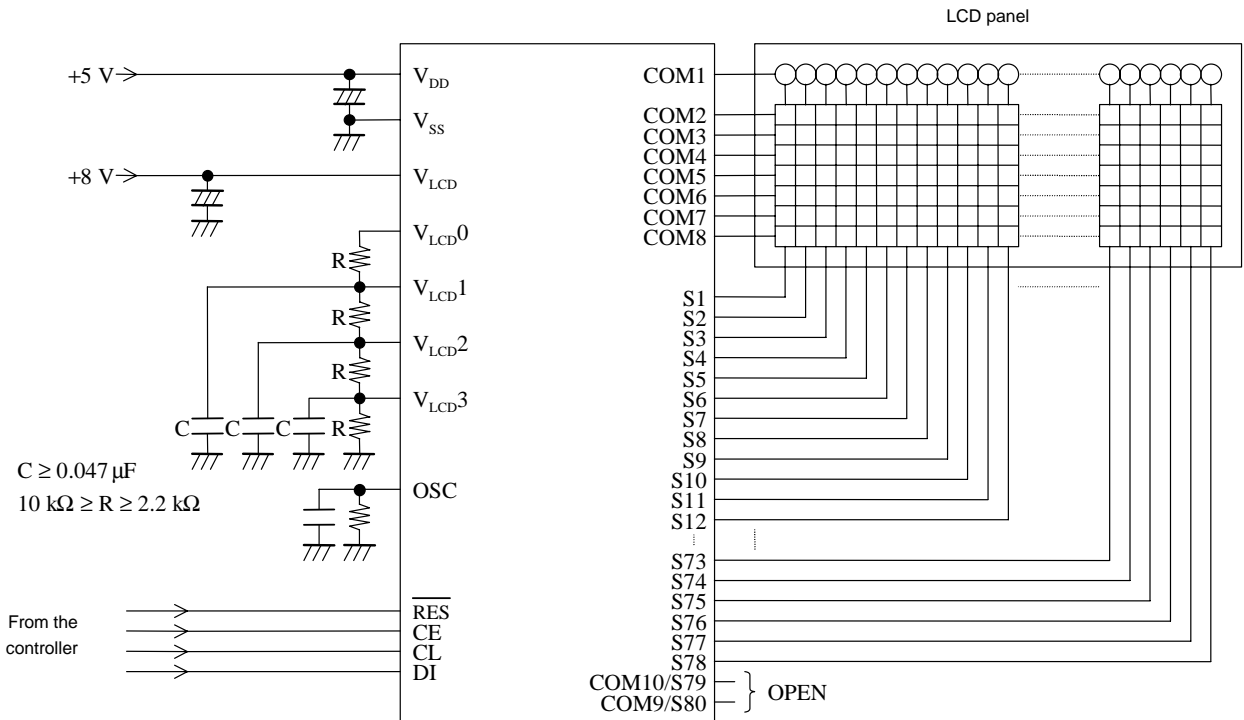 LCD panel
+5 V
+8 V
VDD
VSS
VLCD
VLCD0
R
VLCD1
R
VLCD2
R
VLCD3
C
C
C
R
C ≥ 0.047 μF
10 kΩ ≥ R ≥ 2.2 kΩ
OSC
From the
controller
RES
CE
CL
DI
COM1
COM2
COM3
COM4
COM5
COM6
COM7
COM8
S1
S2
S3
S4
S5
S6
S7
S8
S9
S10
S11
S12
S73
S74
S75
S76
S77
S78
COM10/S79
COM9/S80
OPEN